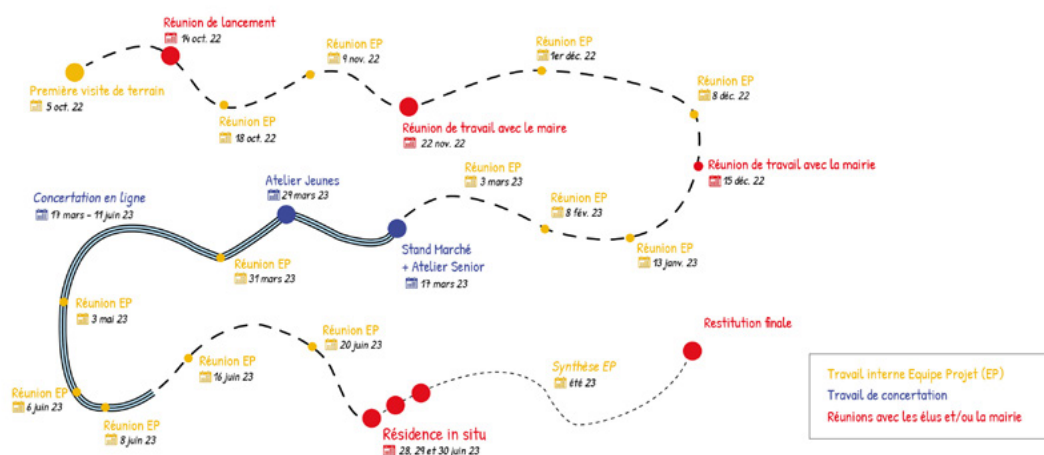 Réunion de lancement
14 oct. 22
Première visite de terrain
5 oct. 22
Réunion EP
18 oct. 22
Réunion EP
9 nov. 22
Réunion de travail avec le maire
22 nov. 22
Réunion EP
1er déc. 22
Réunion EP
8 déc. 22
Réunion de travail avec la mairie
15 déc. 22
Réunion EP
13 janv. 23
Réunion EP
8 fév. 23
Réunion EP
3 mars 23
Stand Marché
+ Atelier Senior
17 mars 23
Atelier Jeunes
29 mars 23
Concertation en ligne
17 mars - 11 juin 23
Réunion EP
31 mars 23
Réunion EP
3 mai 23
Réunion EP
6 juin 23
Réunion EP
8 juin 23
Réunion EP
16 juin 23
Réunion EP
20 juin 23
Résidence in situ
28, 29 et 30 juin 23
Synthèse EP
été 23
Restitution finale
Travail interne Equipe Projet (EP)
Travail de concertation
Réunions avec les élus et/ou la mairie